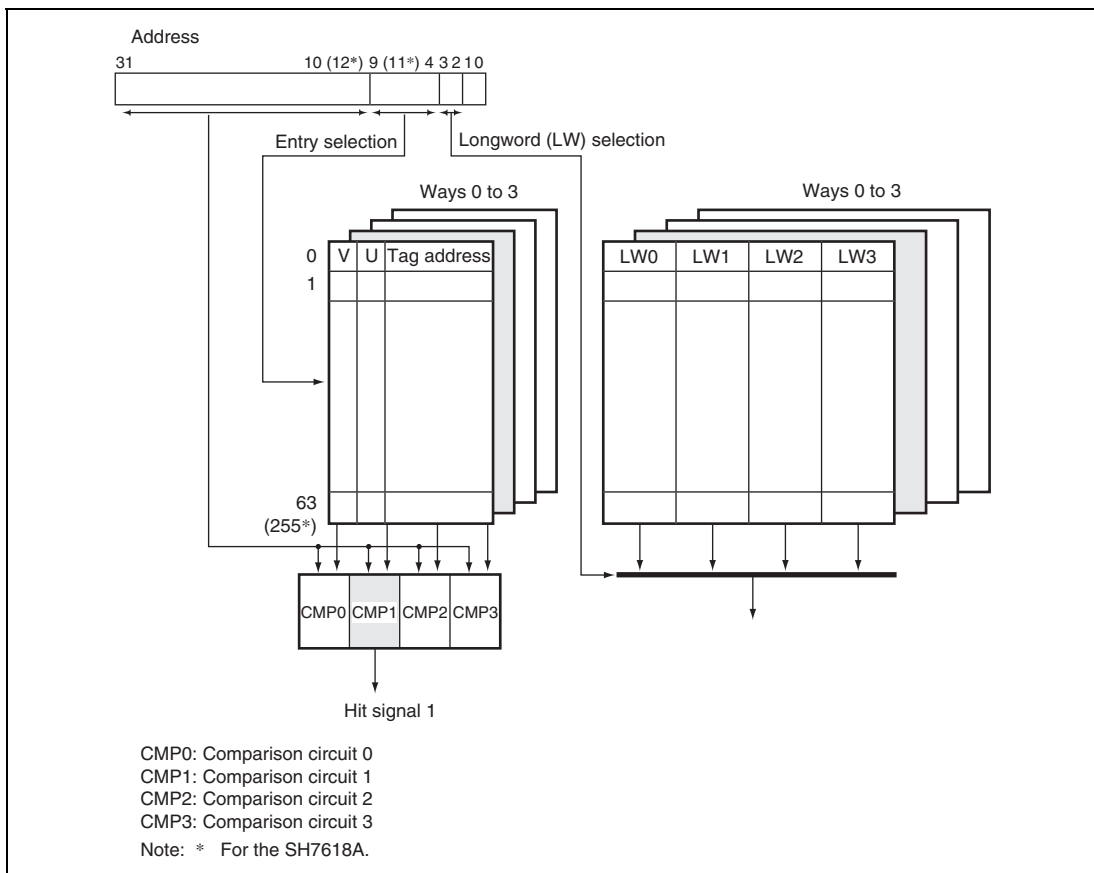 Address
31 10 (12*) 9 (11*) 4 3 2 1 0
Entry selection
Longword (LW) selection
Ways 0 to 3
Ways 0 to 3
0 V U Tag address
LW0 LW1 LW2 LW3
1
63
(255*)
CMP0 CMP1 CMP2 CMP3
Hit signal 1
CMP0: Comparison circuit 0
CMP1: Comparison circuit 1
CMP2: Comparison circuit 2
CMP3: Comparison circuit 3
Note: * For the SH7618A.